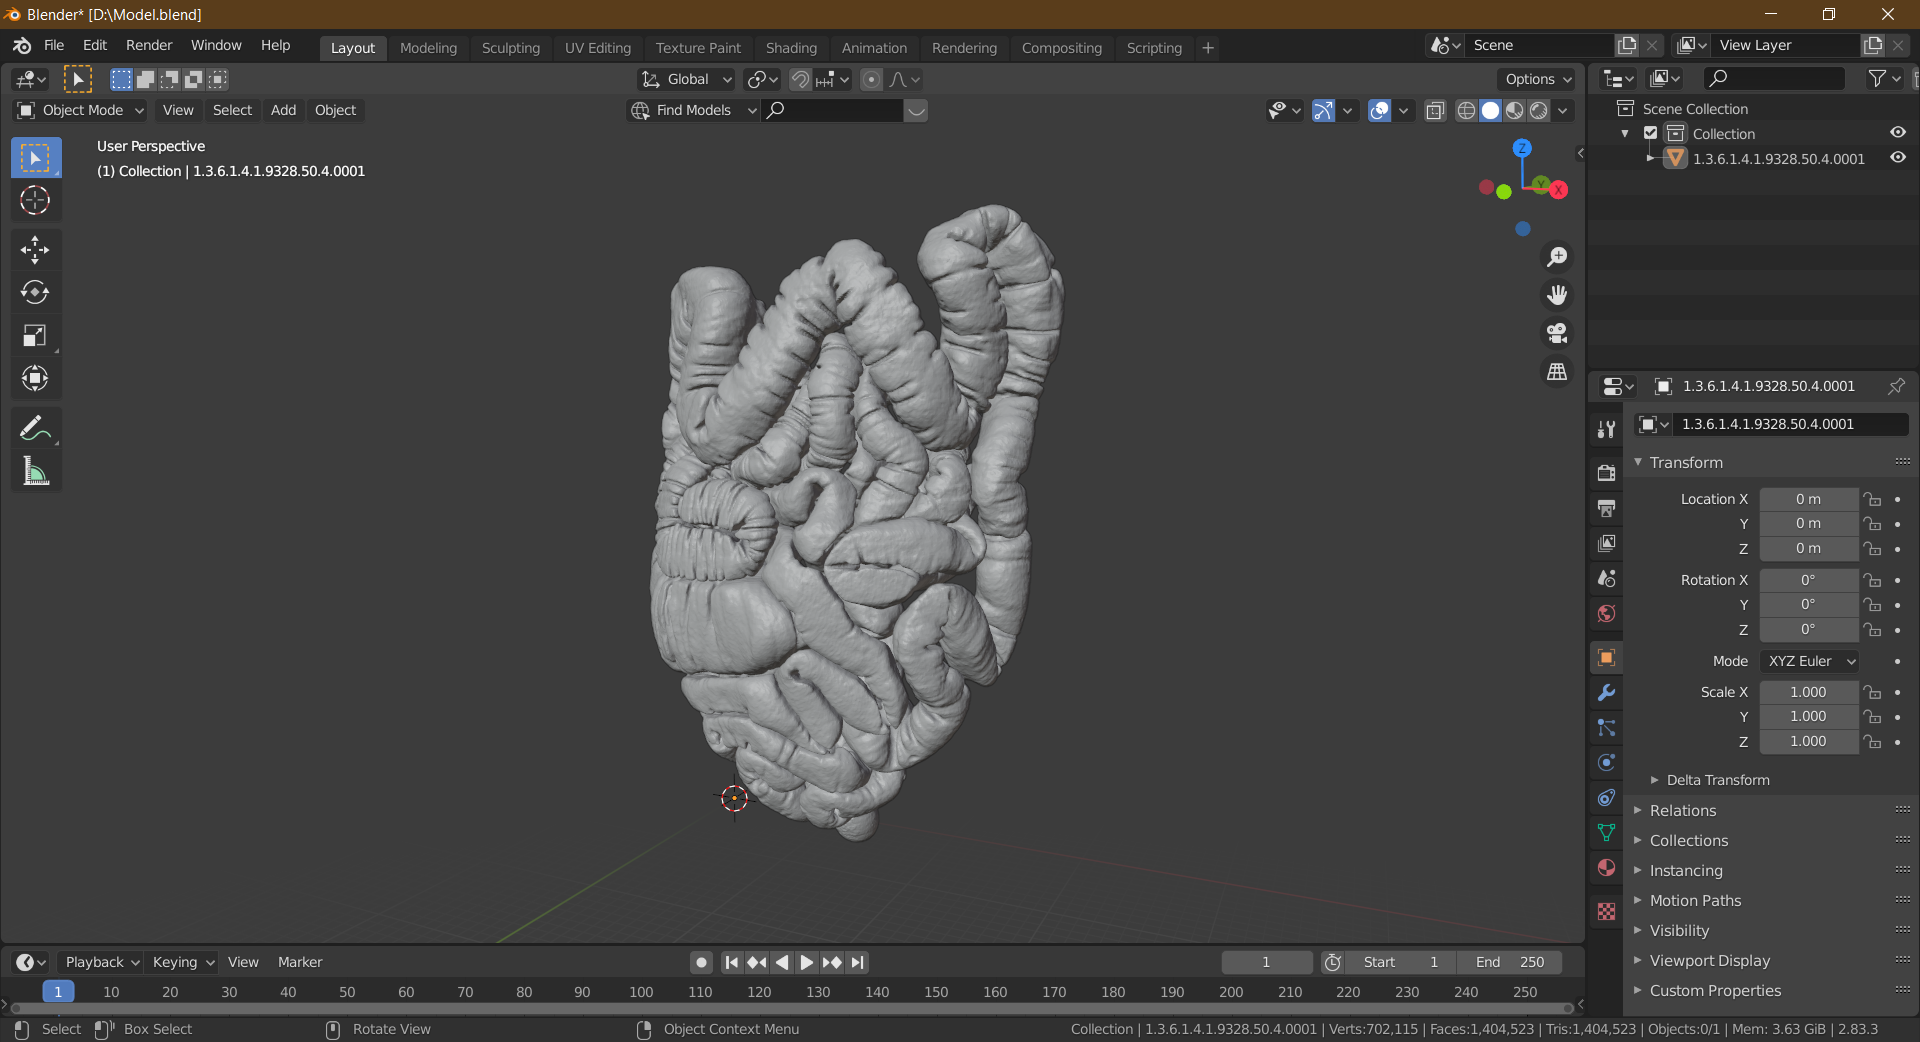 Blender* [D:\Model.blend]
File Edit Render Window Help Layout Modeling Sculpting UV Editing Texture Paint Shading Animation Rendering Compositing Scripting + Scene View Layer
Global Options
Object Mode View Select Add Object Find Models
User Perspective
(1) Collection | 1.3.6.1.4.1.9328.50.4.0001
Z
Y
X
Scene Collection
Collection
1.3.6.1.4.1.9328.50.4.0001
1.3.6.1.4.1.9328.50.4.0001
1.3.6.1.4.1.9328.50.4.0001
Transform
Location X 0 m
Y 0 m
Z 0 m
Rotation X 0°
Y 0°
Z 0°
Mode XYZ Euler
Scale X 1.000
Y 1.000
Z 1.000
Delta Transform
Relations
Collections
Instancing
Motion Paths
Visibility
Viewport Display
Custom Properties
Playback Keying View Marker 1 Start 1 End 250
1 10 20 30 40 50 60 70 80 90 100 110 120 130 140 150 160 170 180 190 200 210 220 230 240 250
Select Box Select Rotate View Object Context Menu Collection | 1.3.6.1.4.1.9328.50.4.0001 | Verts:702,115 | Faces:1,404,523 | Tris:1,404,523 | Objects:0/1 | Mem: 3.63 GiB | 2.83.3